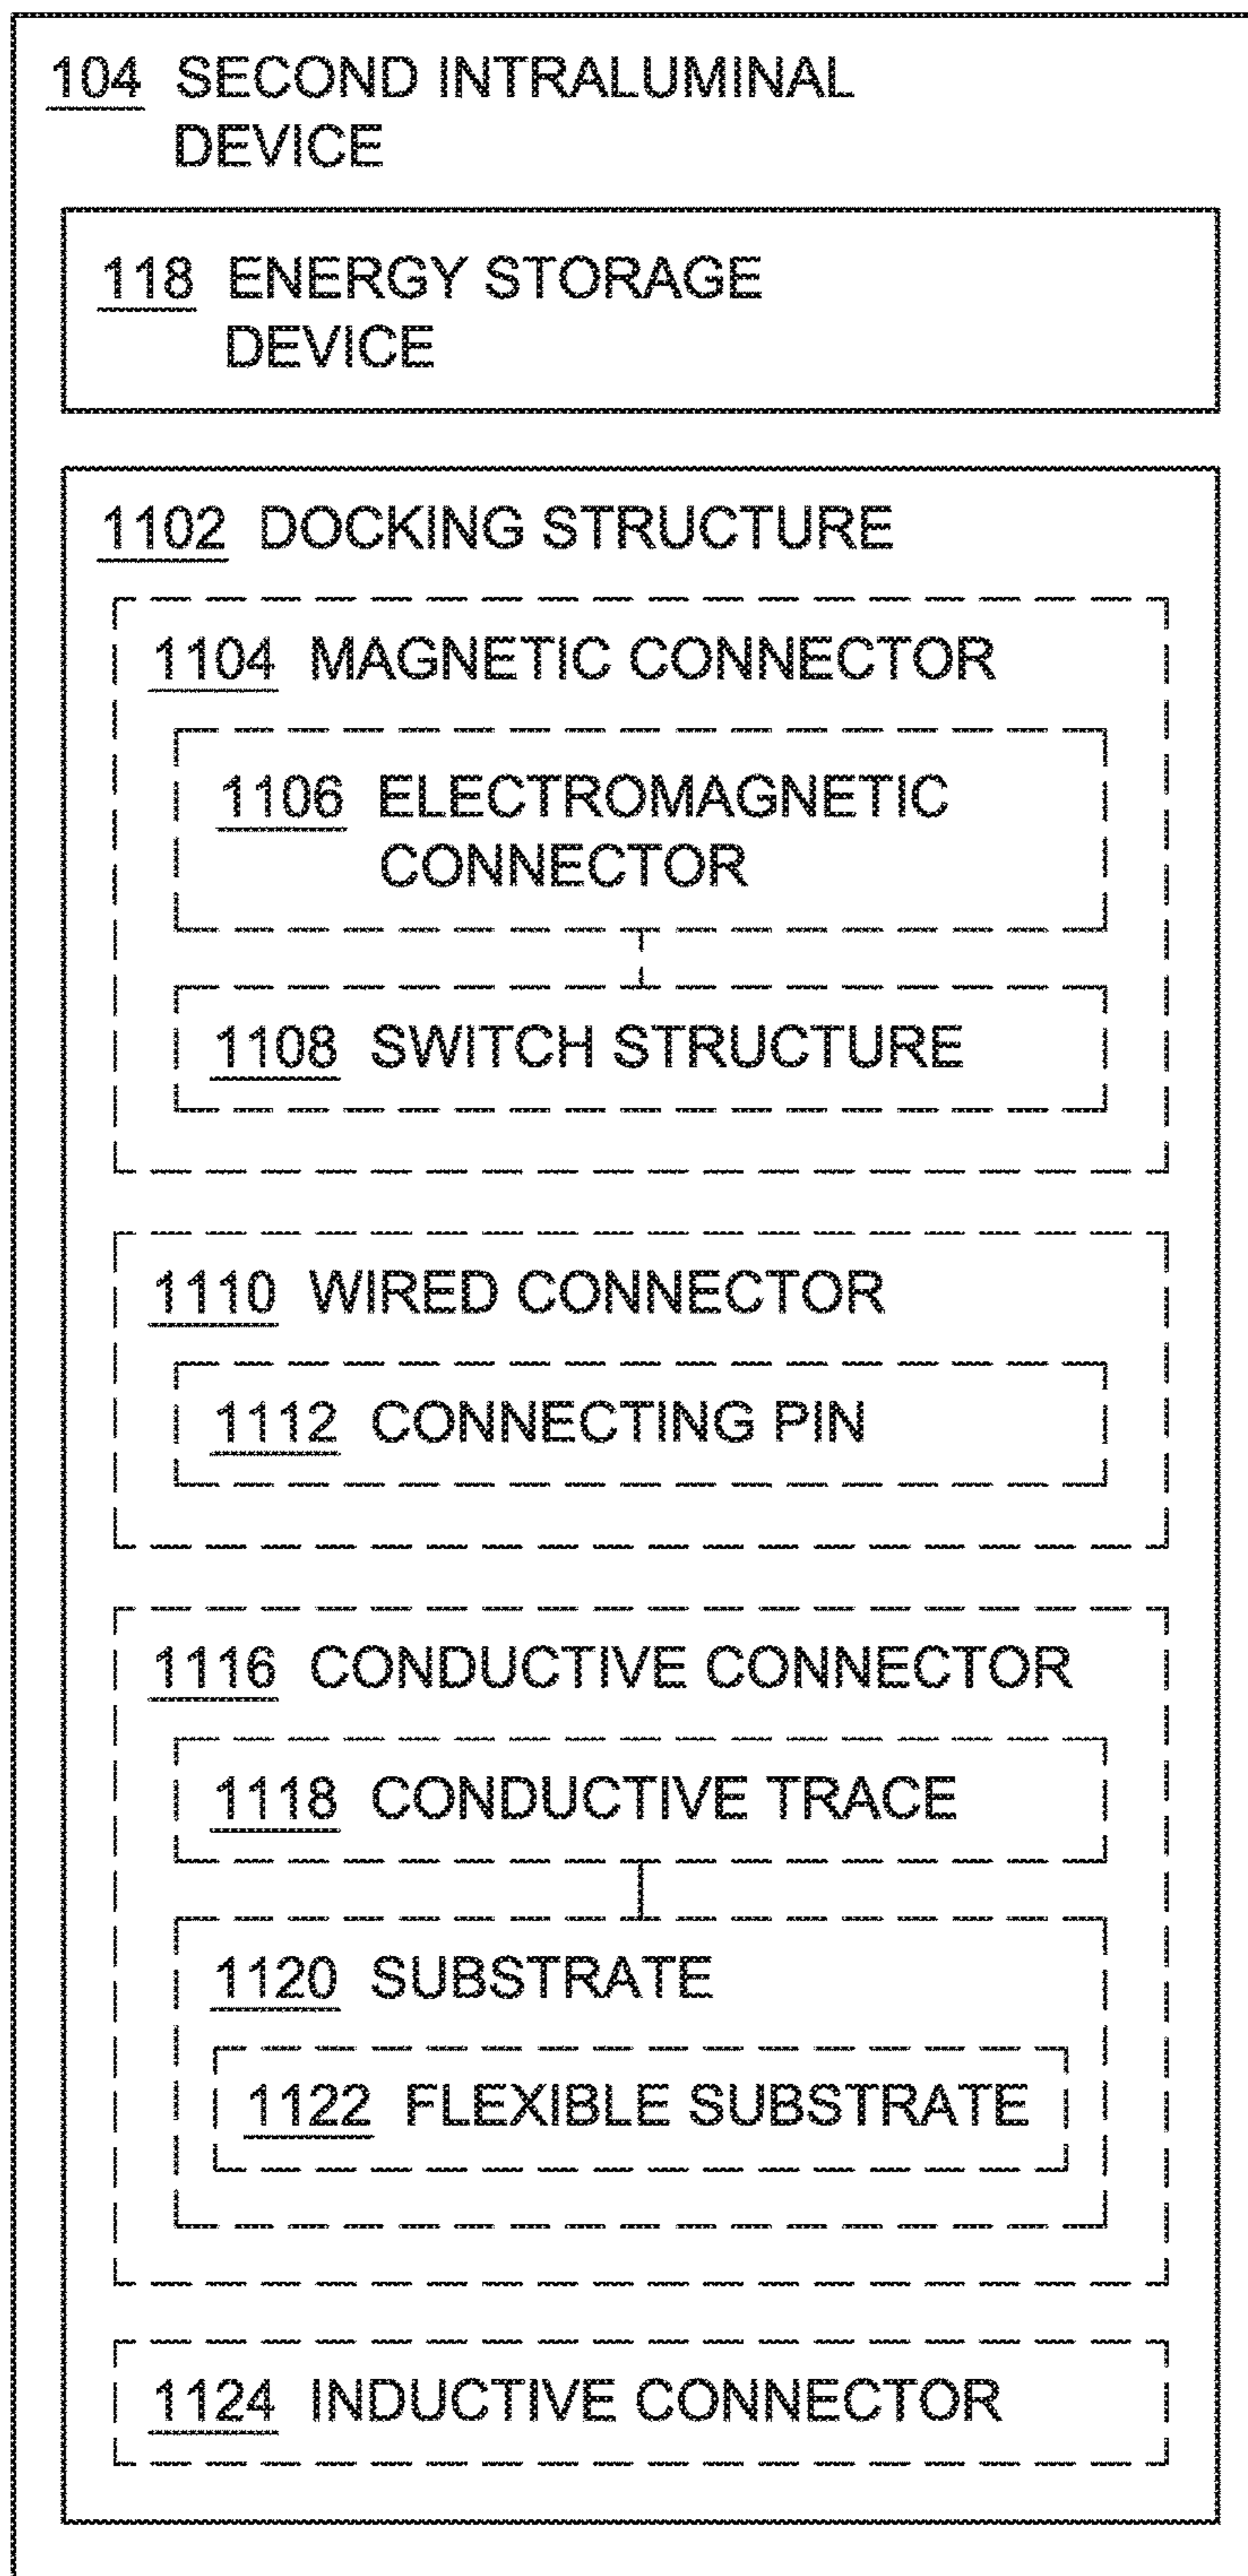 104 SECOND INTRALUMINAL
DEVICE
118 ENERGY STORAGE
DEVICE
1102 DOCKING STRUCTURE
1104 MAGNETIC CONNECTOR
1106 ELECTROMAGNETIC
CONNECTOR
1108 SWITCH STRUCTURE
1110 WIRED CONNECTOR
1112 CONNECTING PIN
1116 CONDUCTIVE CONNECTOR
1118 CONDUCTIVE TRACE
1120 SUBSTRATE
1122 FLEXIBLE SUBSTRATE
1124 INDUCTIVE CONNECTOR